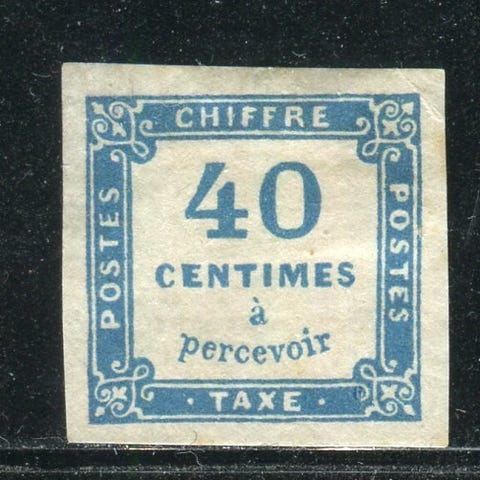 CHIFFRE
POSTES
40
CENTIMES
à
percevoir
POSTES
· TAXE ·